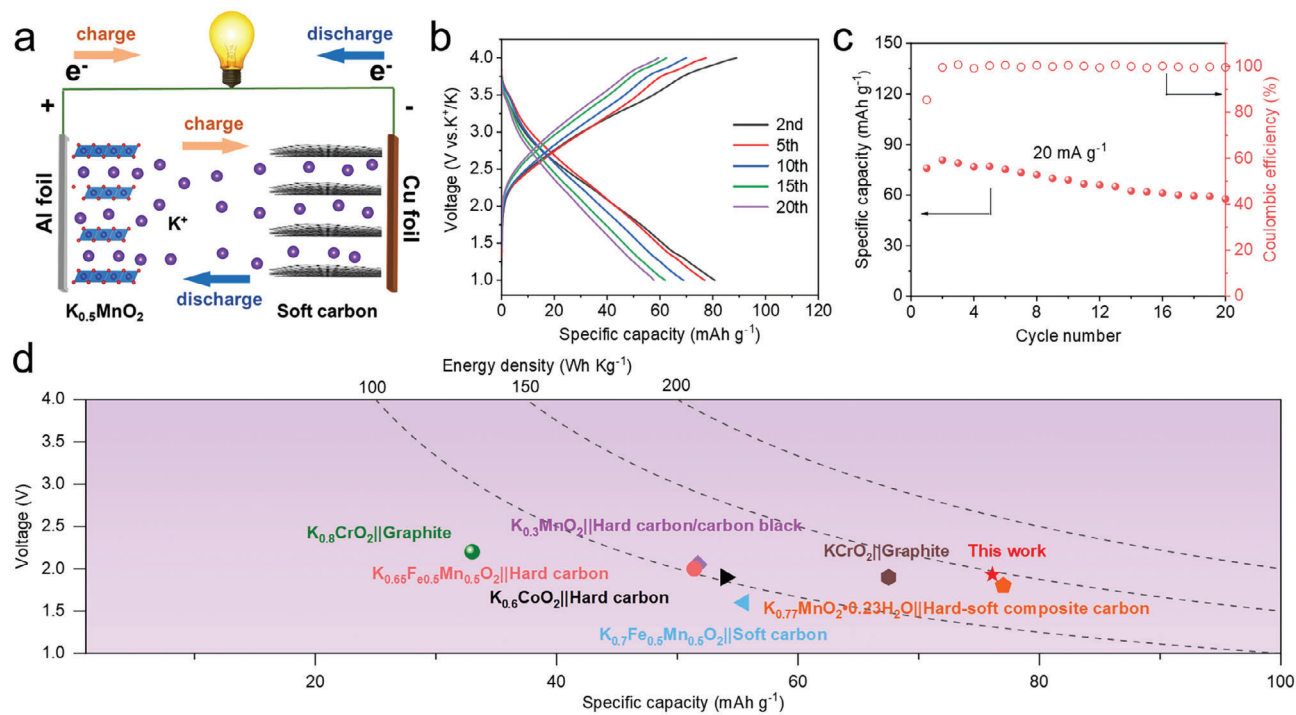 a
charge
discharge
e-
e-
+
-
charge
Al foil
K+
Cu foil
discharge
K0.5MnO2
Soft carbon
b
Voltage (V vs.K+/K)
4.0
3.5
3.0
2.5
2.0
1.5
1.0
2nd
5th
10th
15th
20th
0 20 40 60 80 100 120
Specific capacity (mAh g-1)
c
Specific capacity (mAh g-1)
150
135
120
105
90
75
60
45
30
15
0
20 mA g-1
100
80
60
40
20
0
Coulombic efficiency (%)
0 4 8 12 16 20
Cycle number
d
Energy density (Wh Kg-1)
100 150 200
Voltage (V)
4.0
3.5
3.0
2.5
2.0
1.5
1.0
K0.8CrO2||Graphite
K0.3MnO2||Hard carbon/carbon black
KCrO2||Graphite
This work
K0.65Fe0.5Mn0.5O2||Hard carbon
K0.6CoO2||Hard carbon
K0.77MnO2•0.23H2O||Hard-soft composite carbon
K0.7Fe0.5Mn0.5O2||Soft carbon
20 40 60 80 100
Specific capacity (mAh g-1)